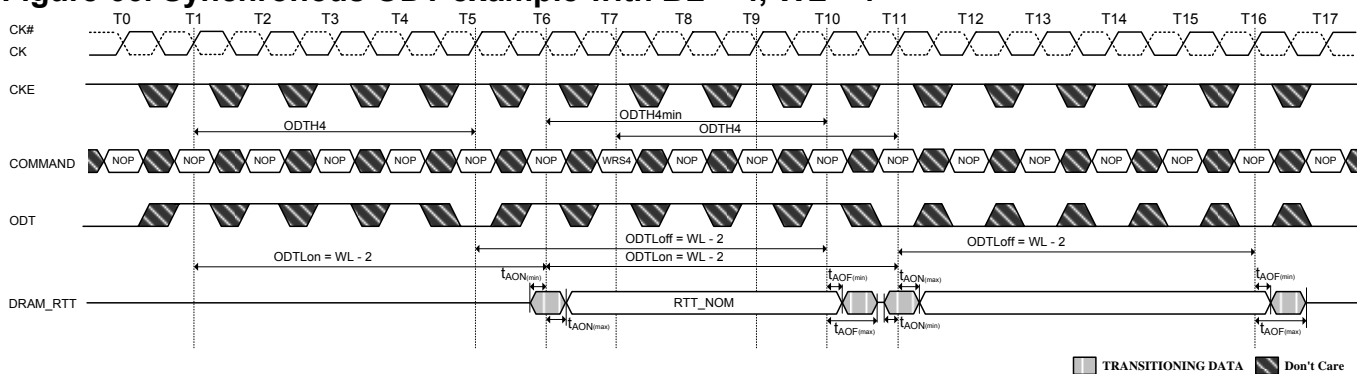 Synchronous ODT example with BL = 4, WL =
T0 T1 T2 T3 T4 T5 T6 T7 T8 T9 T10 T11 T12 T13 T14 T15 T16 T17
CK#
CK
CKE
ODTH4min
ODTH4
ODTH4
COMMAND NOP NOP NOP NOP NOP NOP NOP WRS4 NOP NOP NOP NOP NOP NOP NOP NOP NOP NOP
ODT
ODTLoff = WL - 2
ODTLoff = WL - 2
ODTLon = WL - 2
ODTLon = WL - 2
tAON(min)
tAOF(min)
tAON(max)
tAOF(min)
DRAM_RTT
RTT_NOM
tAON(max)
tAOF(max)
tAON(min)
tAOF(max)
TRANSITIONING DATA
Don't Care